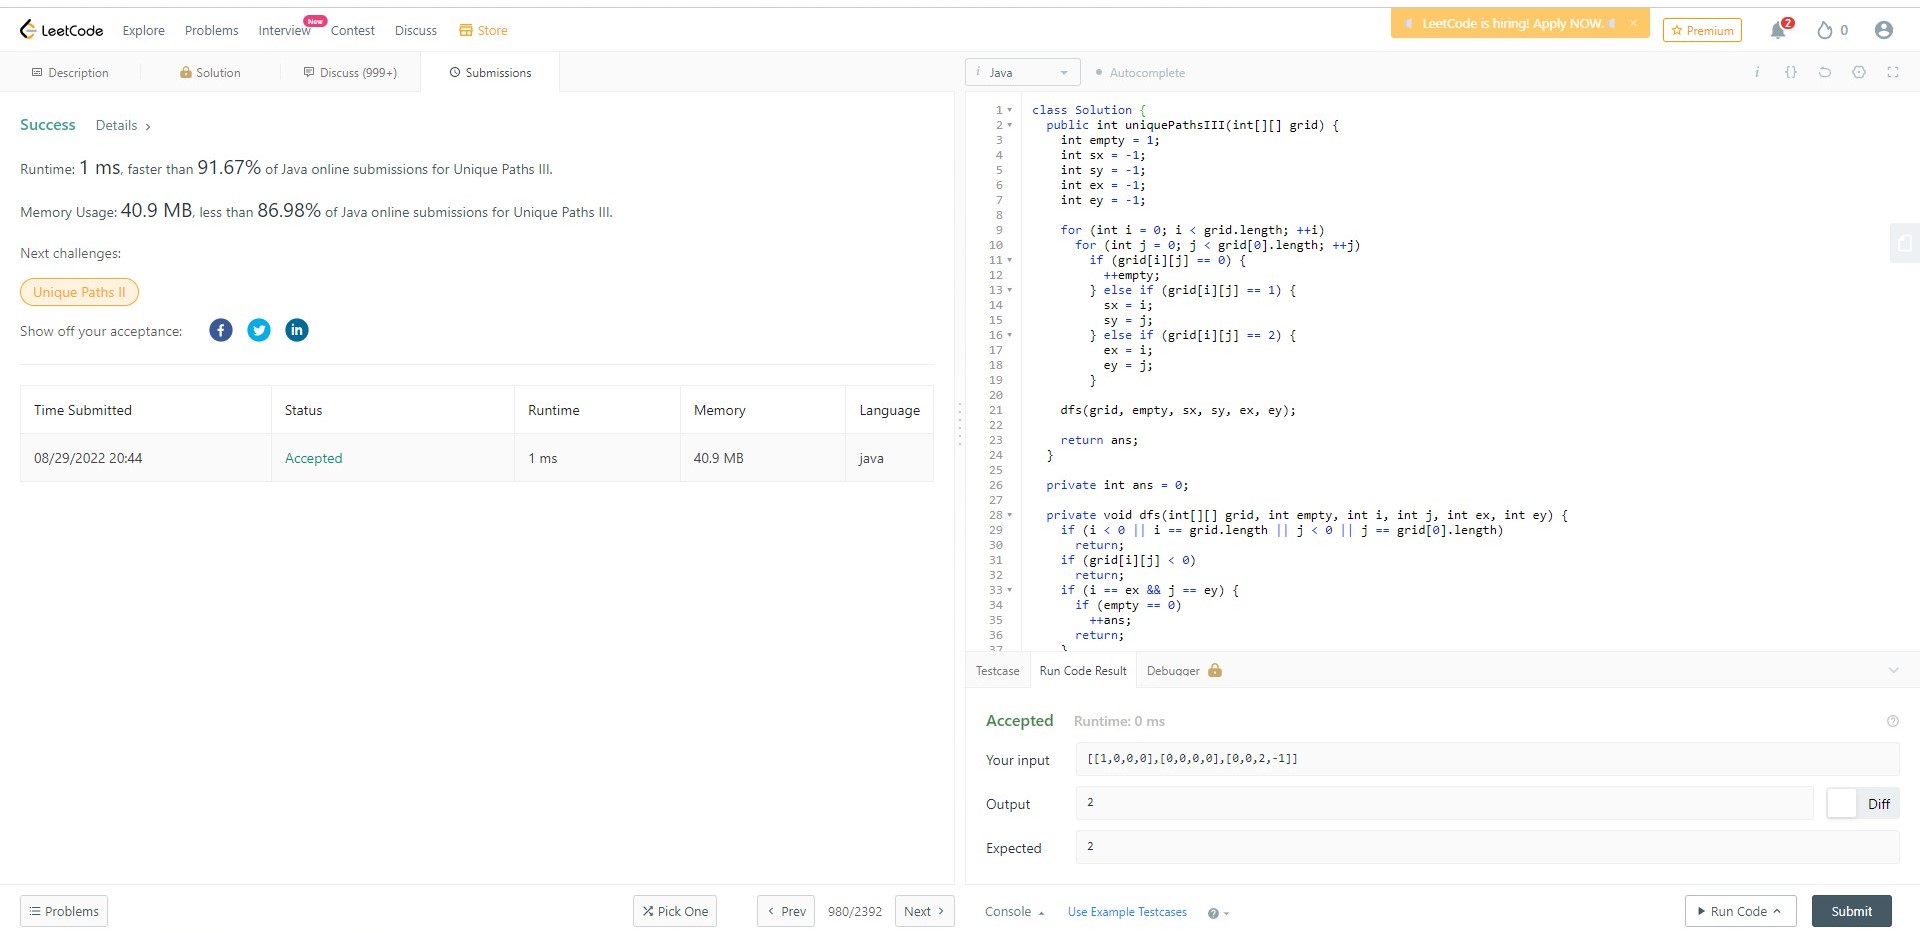 LeetCode Explore Problems Interview New Contest Discuss Store LeetCode is hiring! Apply NOW. × Premium 2 0
Description Solution Discuss (999+) Submissions
Success Details >
Runtime: 1 ms, faster than 91.67% of Java online submissions for Unique Paths III.
Memory Usage: 40.9 MB, less than 86.98% of Java online submissions for Unique Paths III.
Next challenges:
Unique Paths II
Show off your acceptance:
Time Submitted Status Runtime Memory Language
08/29/2022 20:44 Accepted 1 ms 40.9 MB java
Problems Pick One < Prev 980/2392 Next >
i Java Autocomplete i {}
1 class Solution {
2   public int uniquePathsIII(int[][] grid) {
3     int empty = 1;
4     int sx = -1;
5     int sy = -1;
6     int ex = -1;
7     int ey = -1;
8
9     for (int i = 0; i < grid.length; ++i)
10       for (int j = 0; j < grid[0].length; ++j)
11         if (grid[i][j] == 0) {
12           ++empty;
13         } else if (grid[i][j] == 1) {
14           sx = i;
15           sy = j;
16         } else if (grid[i][j] == 2) {
17           ex = i;
18           ey = j;
19         }
20
21     dfs(grid, empty, sx, sy, ex, ey);
22
23     return ans;
24   }
25
26   private int ans = 0;
27
28   private void dfs(int[][] grid, int empty, int i, int j, int ex, int ey) {
29     if (i < 0 || i == grid.length || j < 0 || j == grid[0].length)
30       return;
31     if (grid[i][j] < 0)
32       return;
33     if (i == ex && j == ey) {
34       if (empty == 0)
35         ++ans;
36       return;
37     }
Testcase Run Code Result Debugger
Accepted Runtime: 0 ms
Your input [[1,0,0,0],[0,0,0,0],[0,0,2,-1]]
Output 2 Diff
Expected 2
Console Use Example Testcases Run Code Submit